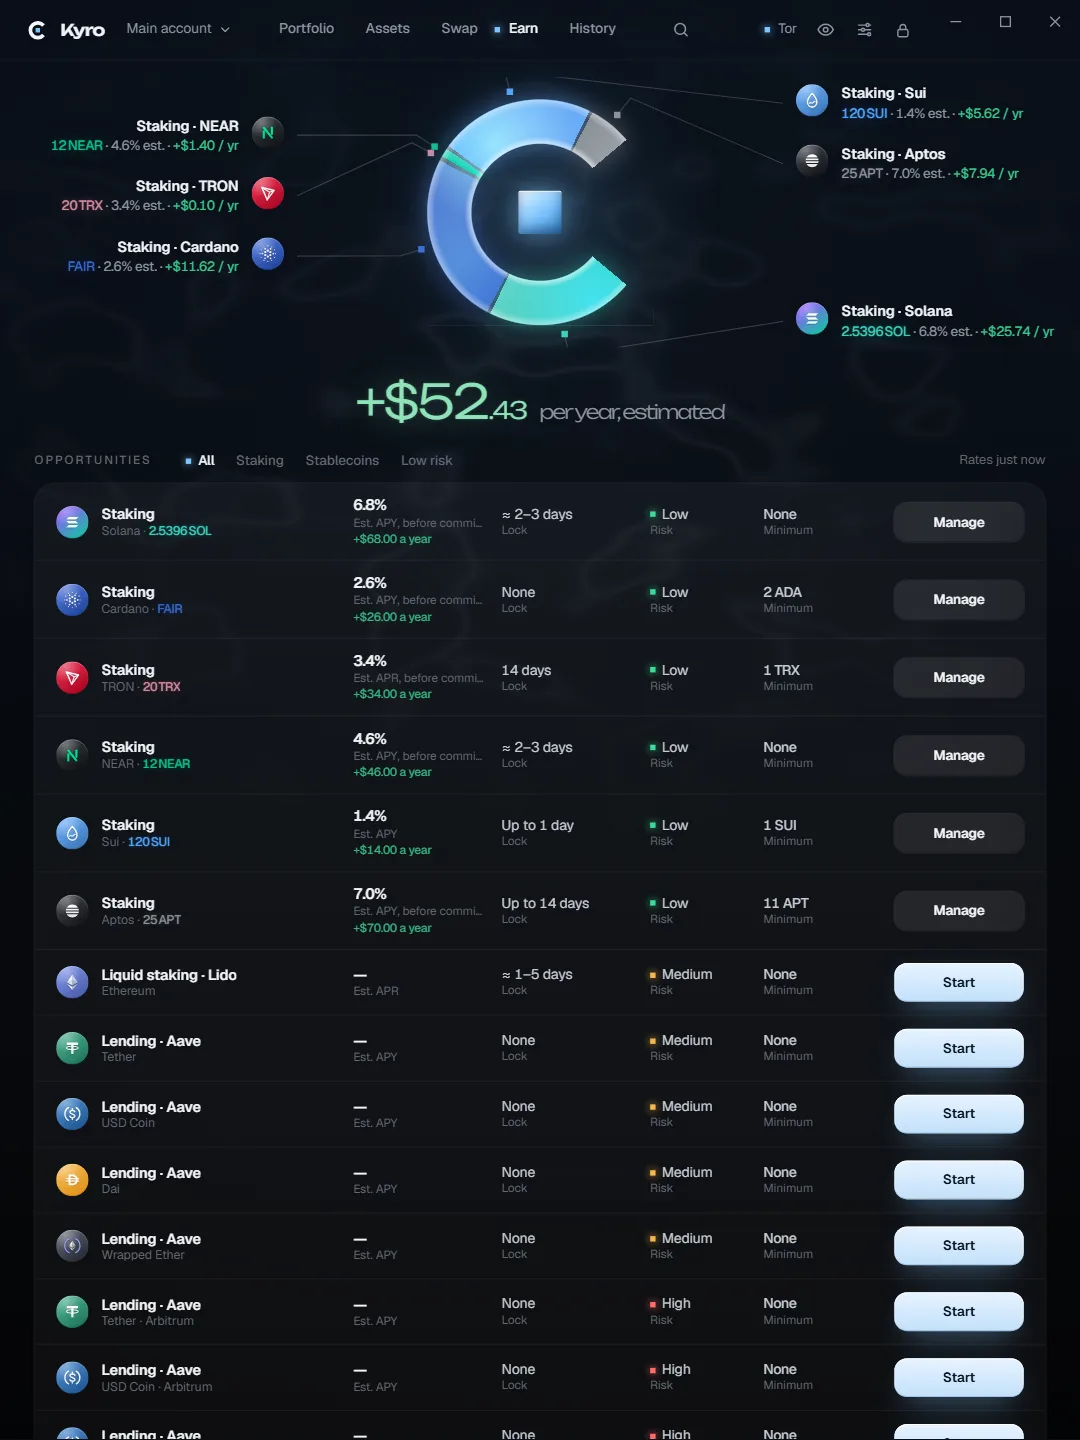 Kyro
Main account
Portfolio
Assets
Swap
Earn
History
Tor
Staking · NEAR
12 NEAR · 4.6% est. · +$1.40 / yr
Staking · TRON
20 TRX · 3.4% est. · +$0.10 / yr
Staking · Cardano
FAIR · 2.6% est. · +$11.62 / yr
Staking · Sui
120 SUI · 1.4% est. · +$5.62 / yr
Staking · Aptos
25 APT · 7.0% est. · +$7.94 / yr
Staking · Solana
2.5396 SOL · 6.8% est. · +$25.74 / yr
+$52.43 per year, estimated
OPPORTUNITIES
All
Staking
Stablecoins
Low risk
Rates just now
Staking
Solana · 2.5396 SOL
6.8%
Est. APY, before commi...
+$68.00 a year
≈ 2–3 days
Lock
Low
Risk
None
Minimum
Manage
Staking
Cardano · FAIR
2.6%
Est. APY, before commi...
+$26.00 a year
None
Lock
Low
Risk
2 ADA
Minimum
Manage
Staking
TRON · 20 TRX
3.4%
Est. APR, before commi...
+$34.00 a year
14 days
Lock
Low
Risk
1 TRX
Minimum
Manage
Staking
NEAR · 12 NEAR
4.6%
Est. APY, before commi...
+$46.00 a year
≈ 2–3 days
Lock
Low
Risk
None
Minimum
Manage
Staking
Sui · 120 SUI
1.4%
Est. APY
+$14.00 a year
Up to 1 day
Lock
Low
Risk
1 SUI
Minimum
Manage
Staking
Aptos · 25 APT
7.0%
Est. APY, before commi...
+$70.00 a year
Up to 14 days
Lock
Low
Risk
11 APT
Minimum
Manage
Liquid staking · Lido
Ethereum
—
Est. APR
≈ 1–5 days
Lock
Medium
Risk
None
Minimum
Start
Lending · Aave
Tether
—
Est. APY
None
Lock
Medium
Risk
None
Minimum
Start
Lending · Aave
USD Coin
—
Est. APY
None
Lock
Medium
Risk
None
Minimum
Start
Lending · Aave
Dai
—
Est. APY
None
Lock
Medium
Risk
None
Minimum
Start
Lending · Aave
Wrapped Ether
—
Est. APY
None
Lock
Medium
Risk
None
Minimum
Start
Lending · Aave
Tether · Arbitrum
—
Est. APY
None
Lock
High
Risk
None
Minimum
Start
Lending · Aave
USD Coin · Arbitrum
—
Est. APY
None
Lock
High
Risk
None
Minimum
Start
Lending · Aave
None
High
None